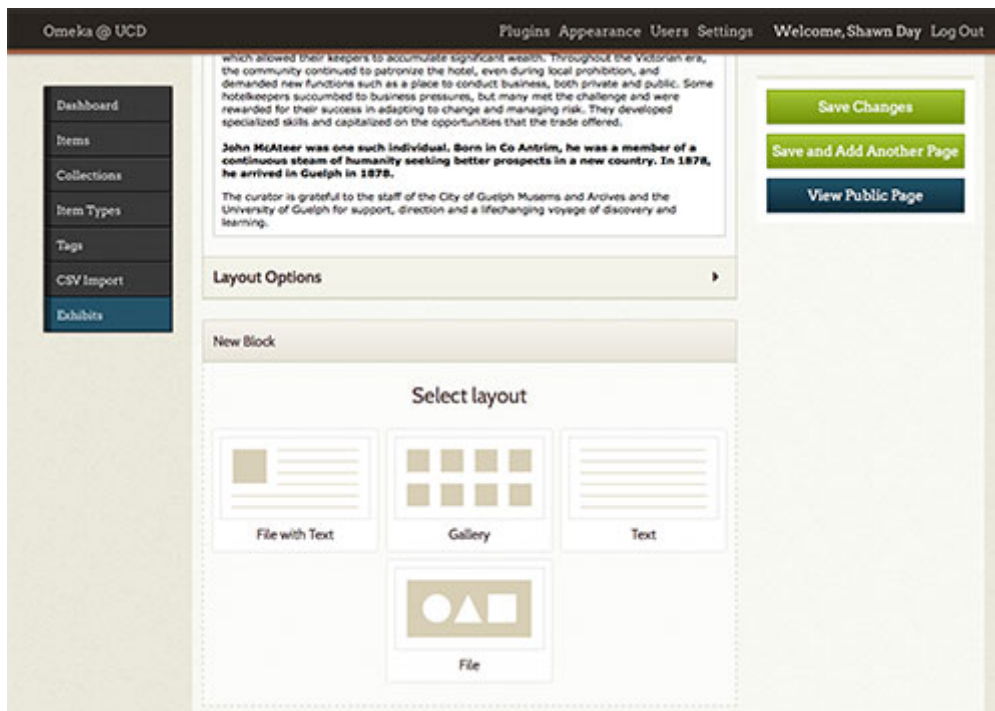 Omeka @ UCD
Plugins Appearance Users Settings Welcome, Shawn Day Log Out
Dashboard
Items
Collections
Item Types
Tags
CSV Import
Exhibits
which allowed their keepers to accumulate significant wealth. Throughout the Victorian era,
the community continued to patronize the hotel, even during local prohibition, and
demanded new functions such as a place to conduct business, both private and public. Some
hotelkeepers succumbed to business pressures, but many met the challenge and were
rewarded for their success in adapting to change and managing risk. They developed
specialized skills and capitalized on the opportunities that the trade offered.
John McAteer was one such individual. Born in Co Antrim, he was a member of a
continuous steam of humanity seeking better prospects in a new country. In 1878,
he arrived in Guelph in 1878.
The curator is grateful to the staff of the City of Guelph Musems and Arcives and the
University of Guelph for support, direction and a lifechanging voyage of discovery and
learning.
Layout Options
New Block
Select layout
File with Text
Gallery
Text
File
Save Changes
Save and Add Another Page
View Public Page